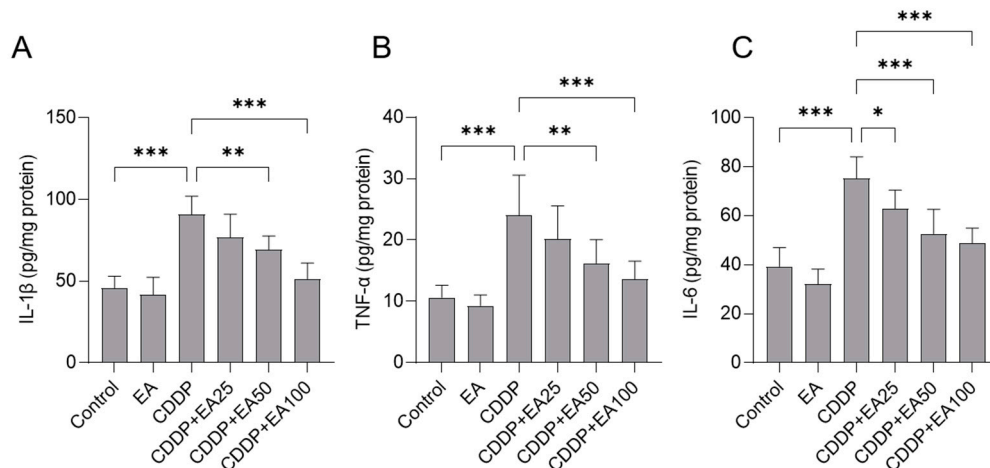 A
IL-1β (pg/mg protein)
150
100
50
0
***
***
**
Control
EA
CDDP
CDDP+EA25
CDDP+EA50
CDDP+EA100
B
TNF-α (pg/mg protein)
40
30
20
10
0
***
***
**
Control
EA
CDDP
CDDP+EA25
CDDP+EA50
CDDP+EA100
C
IL-6 (pg/mg protein)
100
80
60
40
20
0
***
***
***
*
Control
EA
CDDP
CDDP+EA25
CDDP+EA50
CDDP+EA100